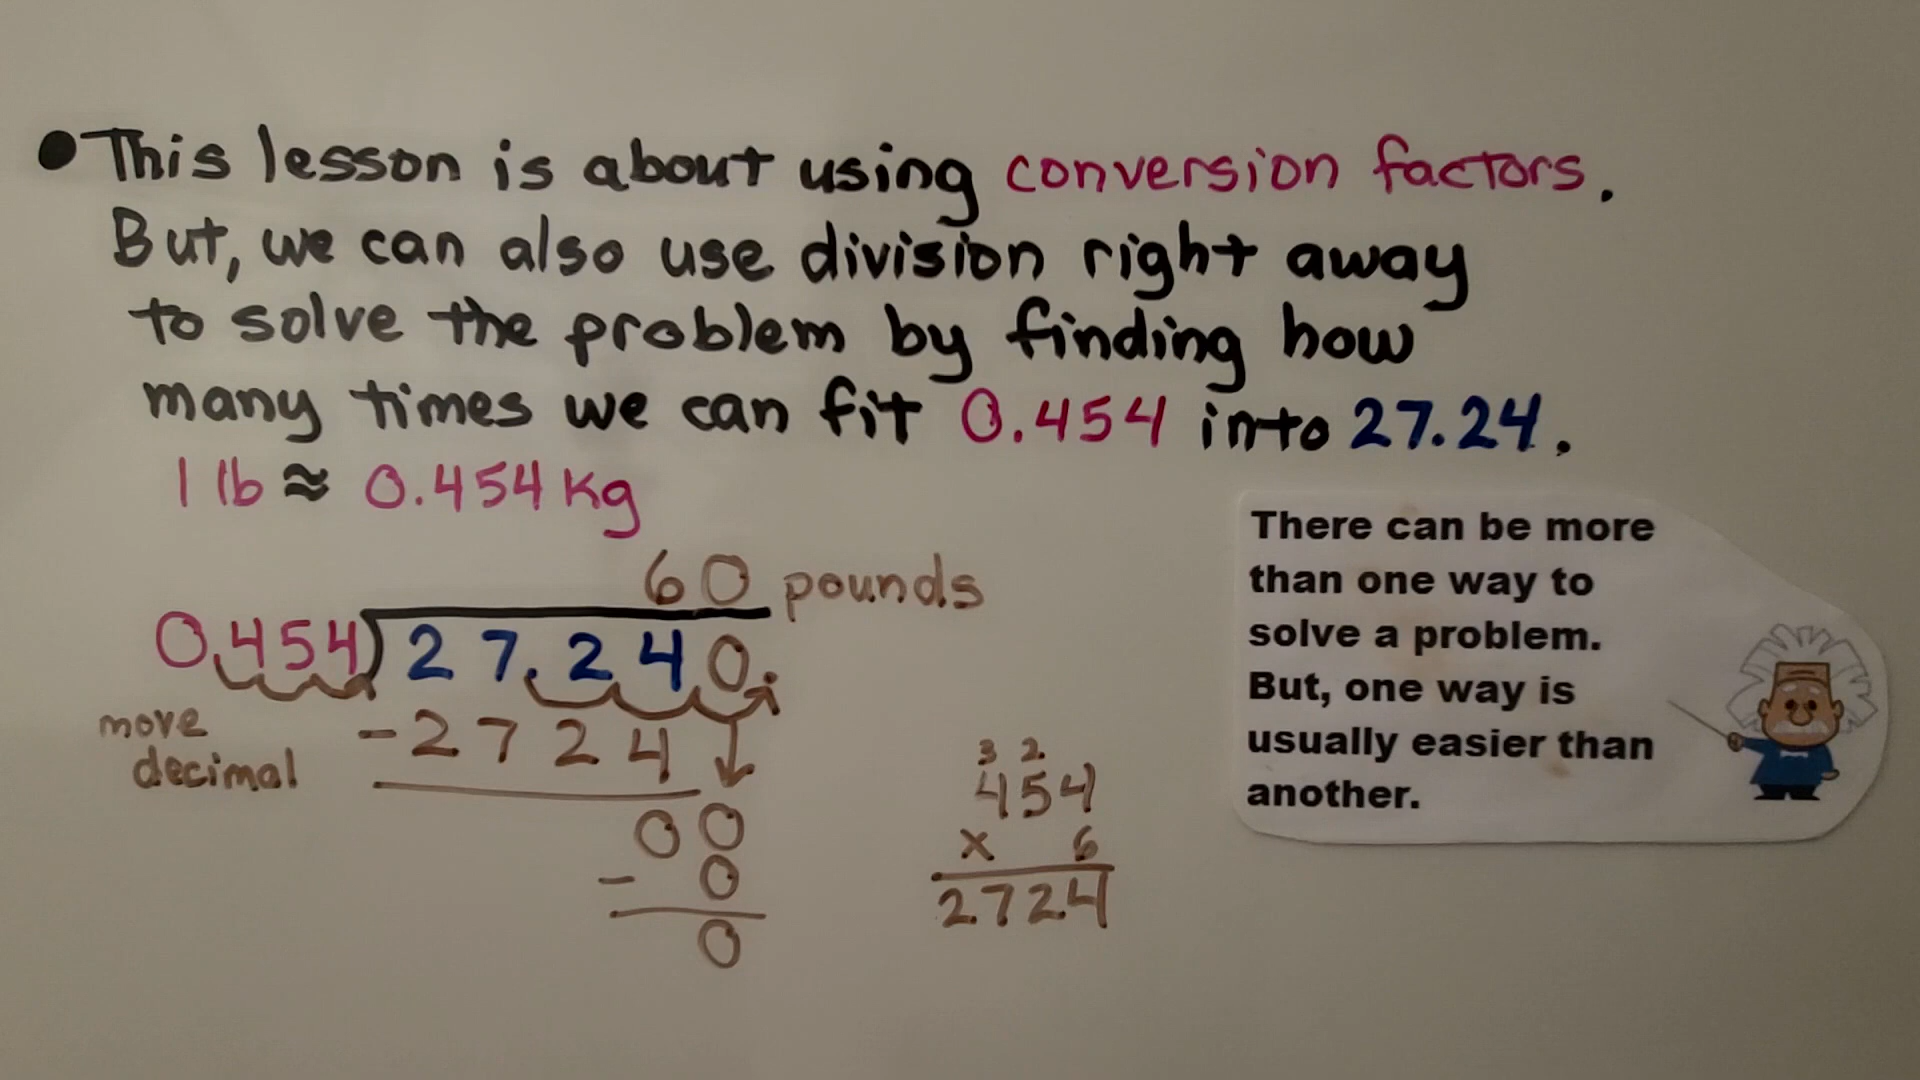 This lesson is about using conversion factors.
But, we can also use division right away
to solve the problem by finding how
many times we can fit 0.454 into 27.24.
1 lb ≈ 0.454 kg
60 pounds
0.454)27.240.
move
decimal
-2724
00
- 0
0
3 2
454
x 6
2724
There can be more
than one way to
solve a problem.
But, one way is
usually easier than
another.